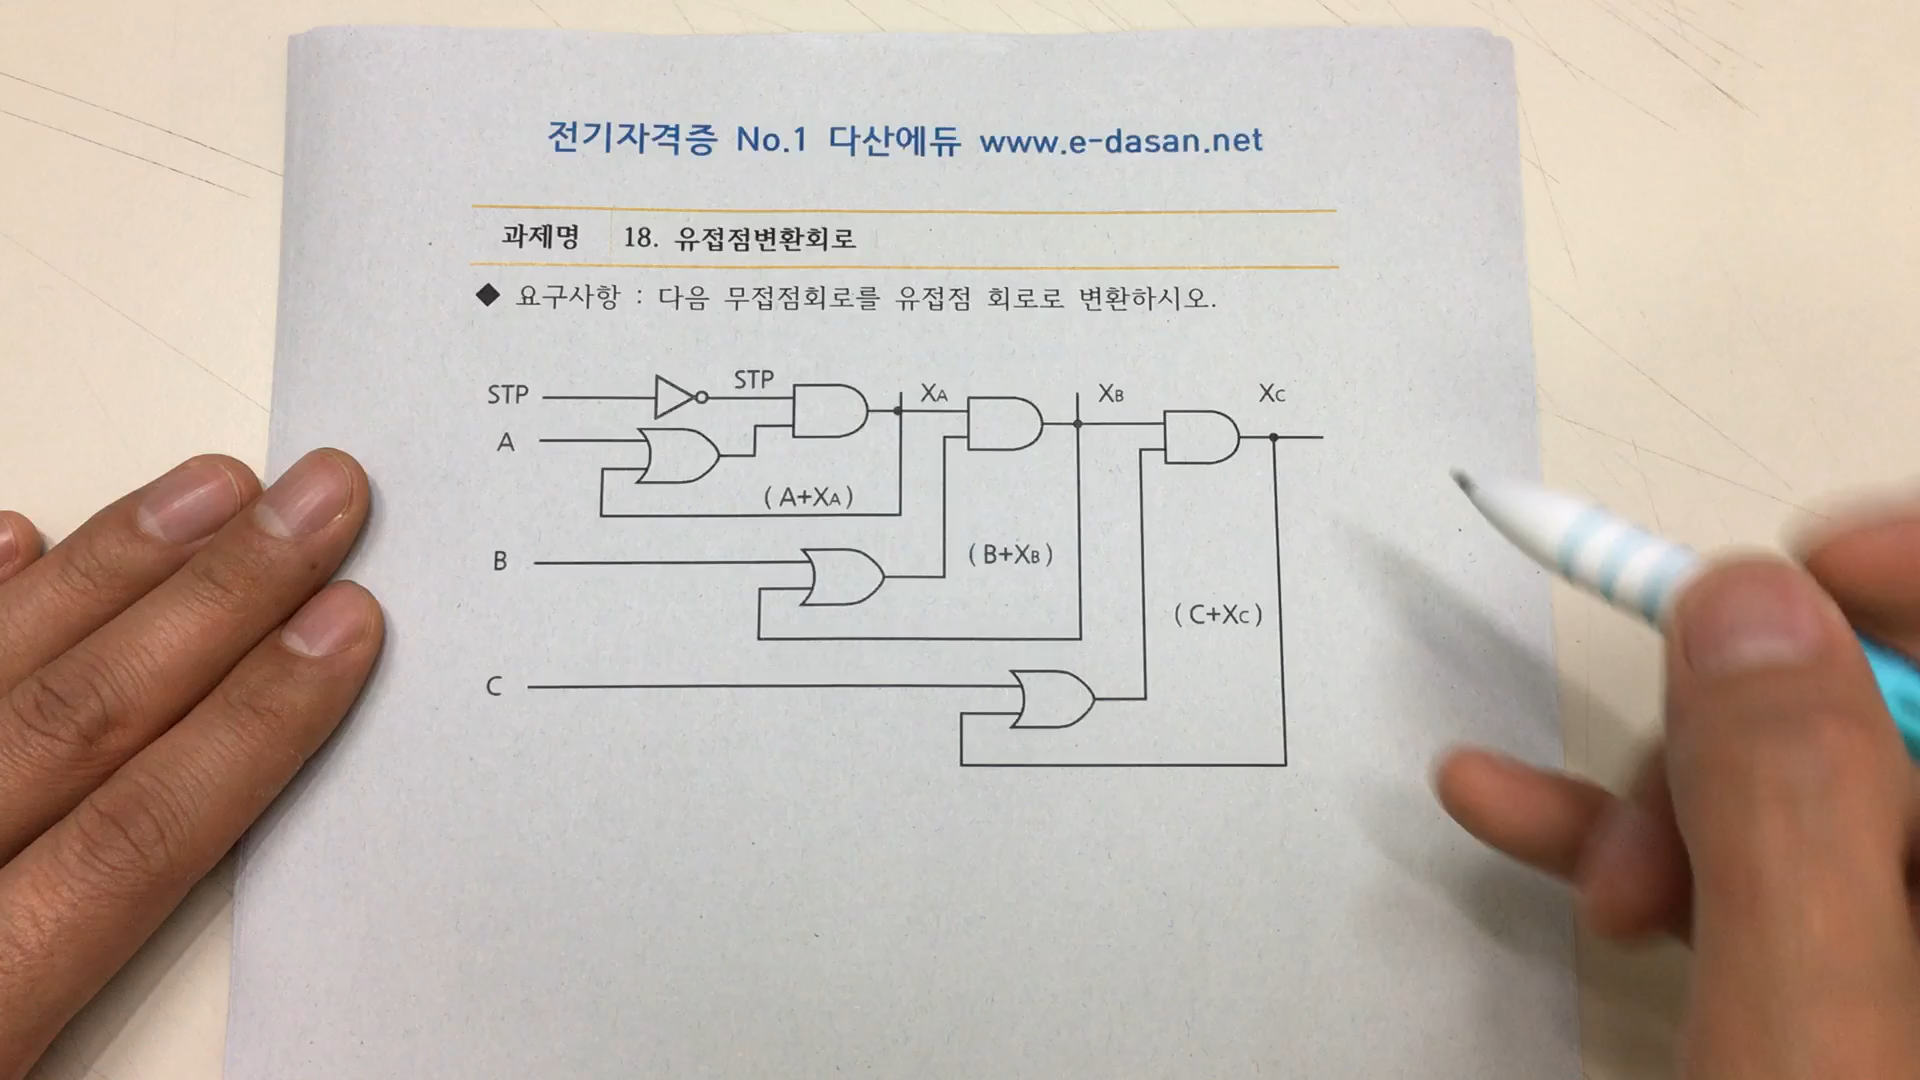 전기자격증 No.1 다산에듀 www.e-dasan.net
과제명 18. 유접점변환회로
◆ 요구사항 : 다음 무접점회로를 유접점 회로로 변환하시오.
STP STP XA XB XC
A
(A+XA)
B (B+XB)
(C+XC)
C